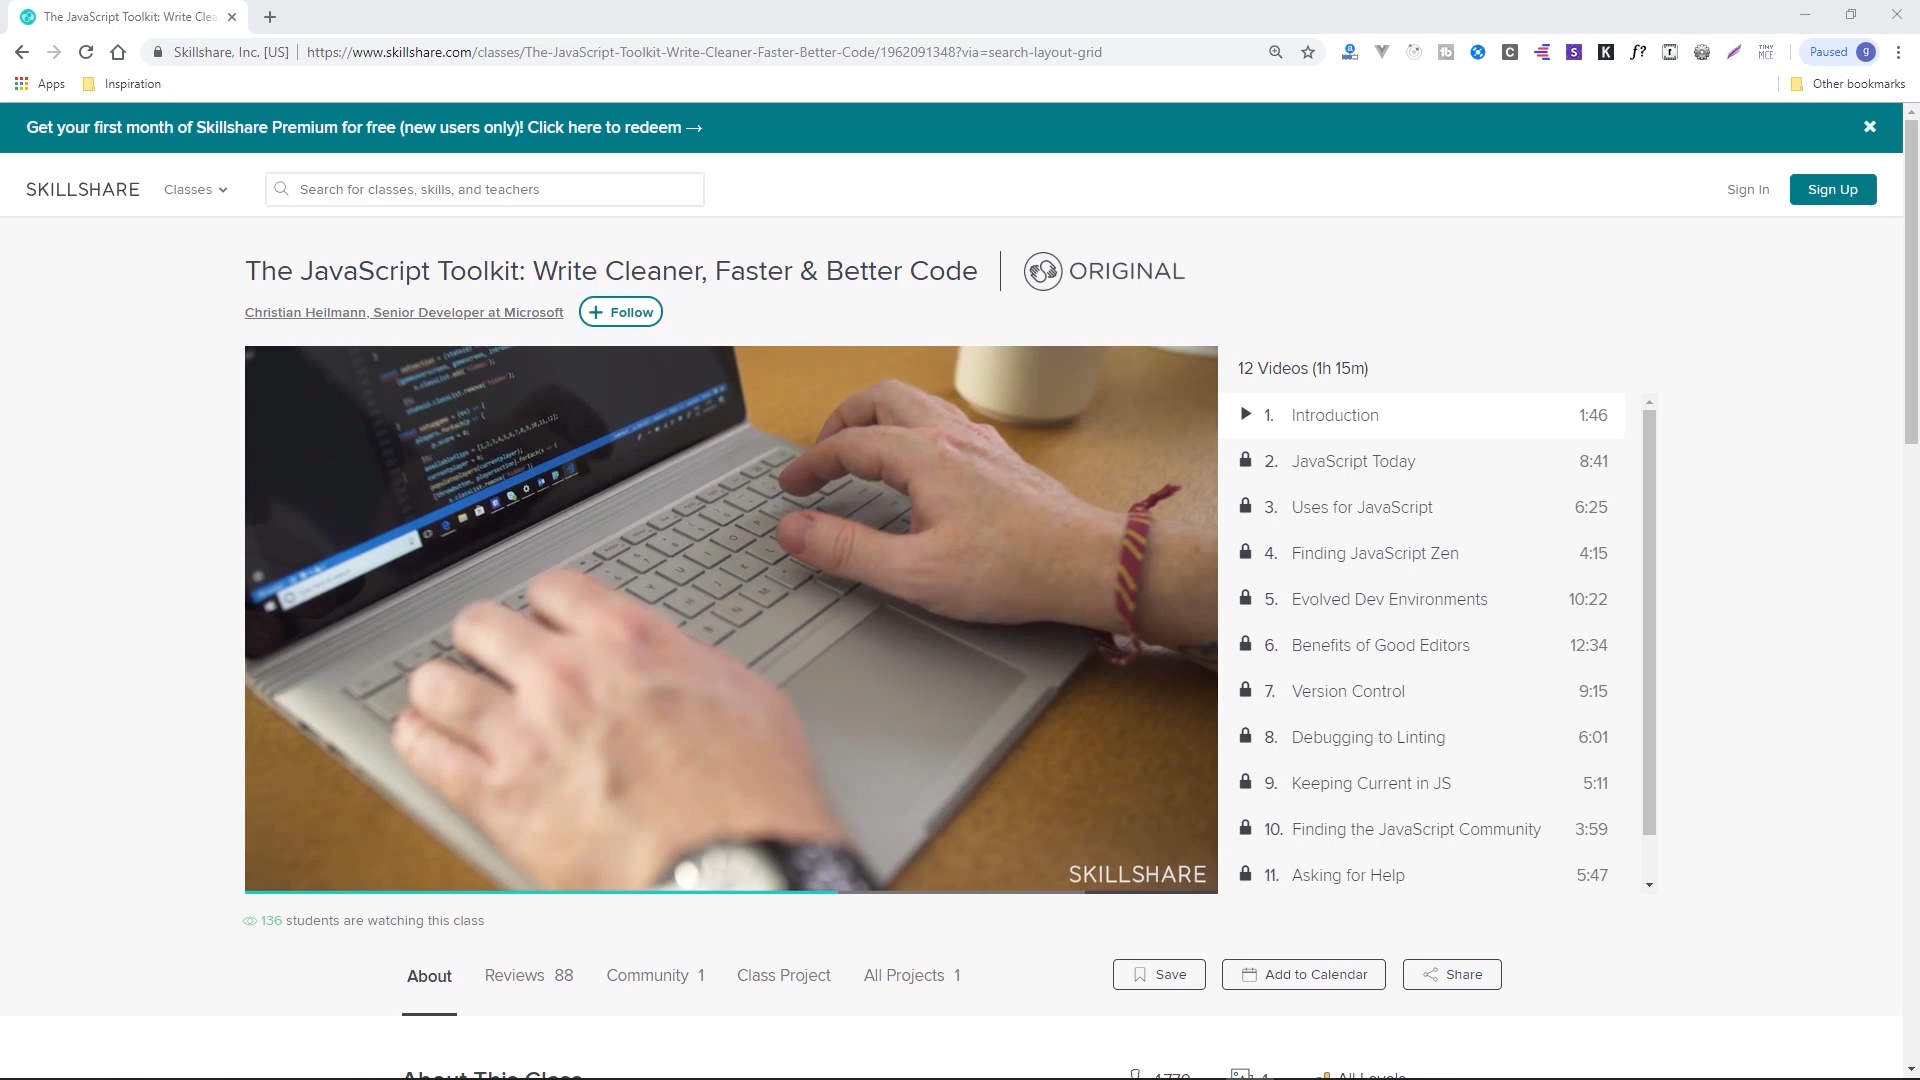 The JavaScript Toolkit: Write Clea
Skillshare, Inc. [US] | https://www.skillshare.com/classes/The-JavaScript-Toolkit-Write-Cleaner-Faster-Better-Code/1962091348?via=search-layout-grid
Paused g
Apps Inspiration Other bookmarks
Get your first month of Skillshare Premium for free (new users only)! Click here to redeem →
SKILLSHARE Classes Search for classes, skills, and teachers Sign In Sign Up
The JavaScript Toolkit: Write Cleaner, Faster & Better Code | ORIGINAL
Christian Heilmann, Senior Developer at Microsoft + Follow
12 Videos (1h 15m)
1. Introduction 1:46
2. JavaScript Today 8:41
3. Uses for JavaScript 6:25
4. Finding JavaScript Zen 4:15
5. Evolved Dev Environments 10:22
6. Benefits of Good Editors 12:34
7. Version Control 9:15
8. Debugging to Linting 6:01
9. Keeping Current in JS 5:11
10. Finding the JavaScript Community 3:59
11. Asking for Help 5:47
SKILLSHARE
136 students are watching this class
About Reviews 88 Community 1 Class Project All Projects 1 Save Add to Calendar Share
About This Class All Levels